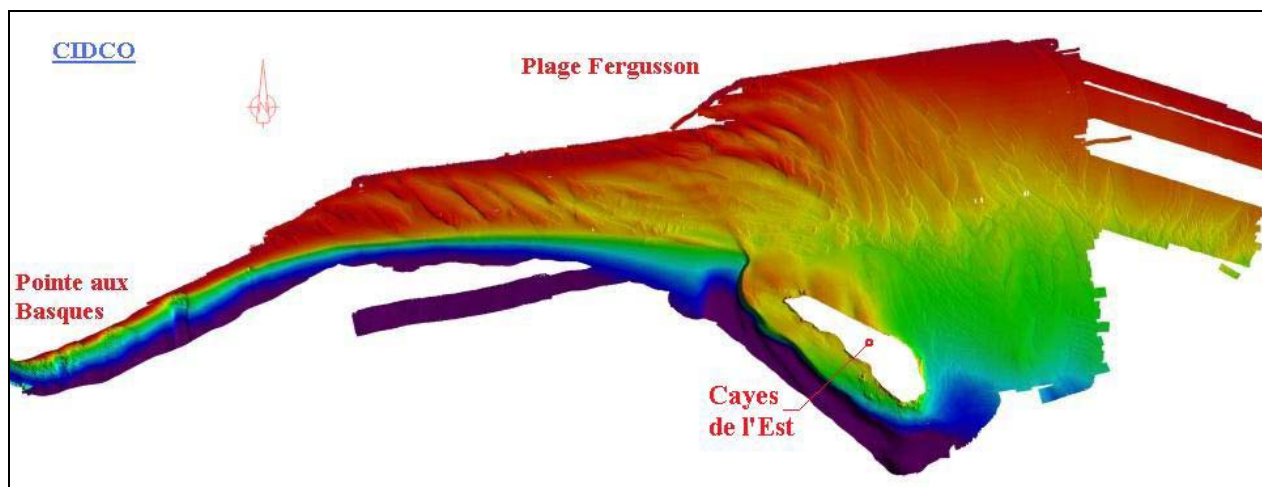 CIDCO
N
Plage Fergusson
Pointe aux
Basques
Cayes
de l'Est